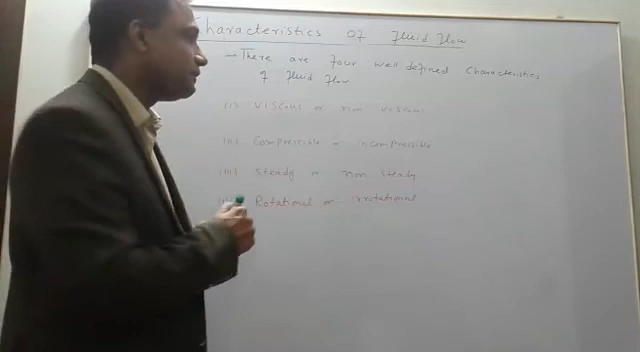 Characteristics of Fluid Flow
- There are four well defined Characteristics
of Fluid Flow
(i) Viscous or non viscous
(ii) Compressible or incompressible
(iii) Steady or non steady
(iv) Rotational or irrotational